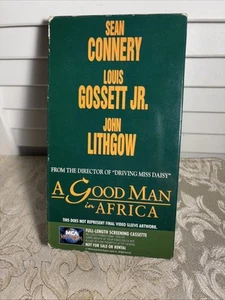 SEAN
CONNERY
LOUIS
GOSSETT JR.
JOHN
LITHGOW
FROM THE DIRECTOR OF "DRIVING MISS DAISY"
A GOOD MAN
in AFRICA
THIS DOES NOT REPRESENT FINAL VIDEO SLEEVE ARTWORK.
MCA
FULL-LENGTH SCREENING CASSETTE
NOT FOR SALE OR RENTAL